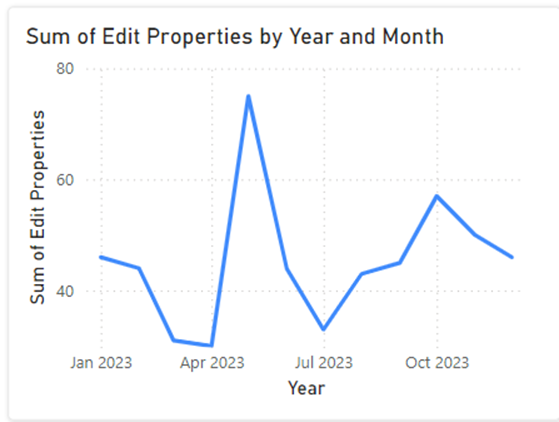 Sum of Edit Properties by Year and Month
80
60
40
Sum of Edit Properties
Jan 2023 Apr 2023 Jul 2023 Oct 2023
Year